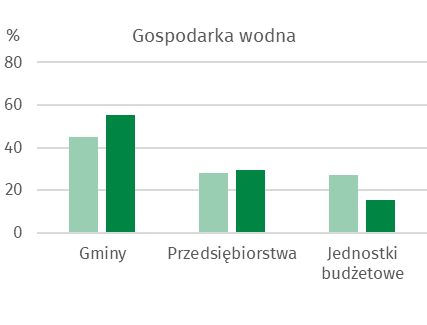 Gospodarka wodna
%
80
60
40
20
0
Gminy
Przedsiębiorstwa
Jednostki
budżetowe